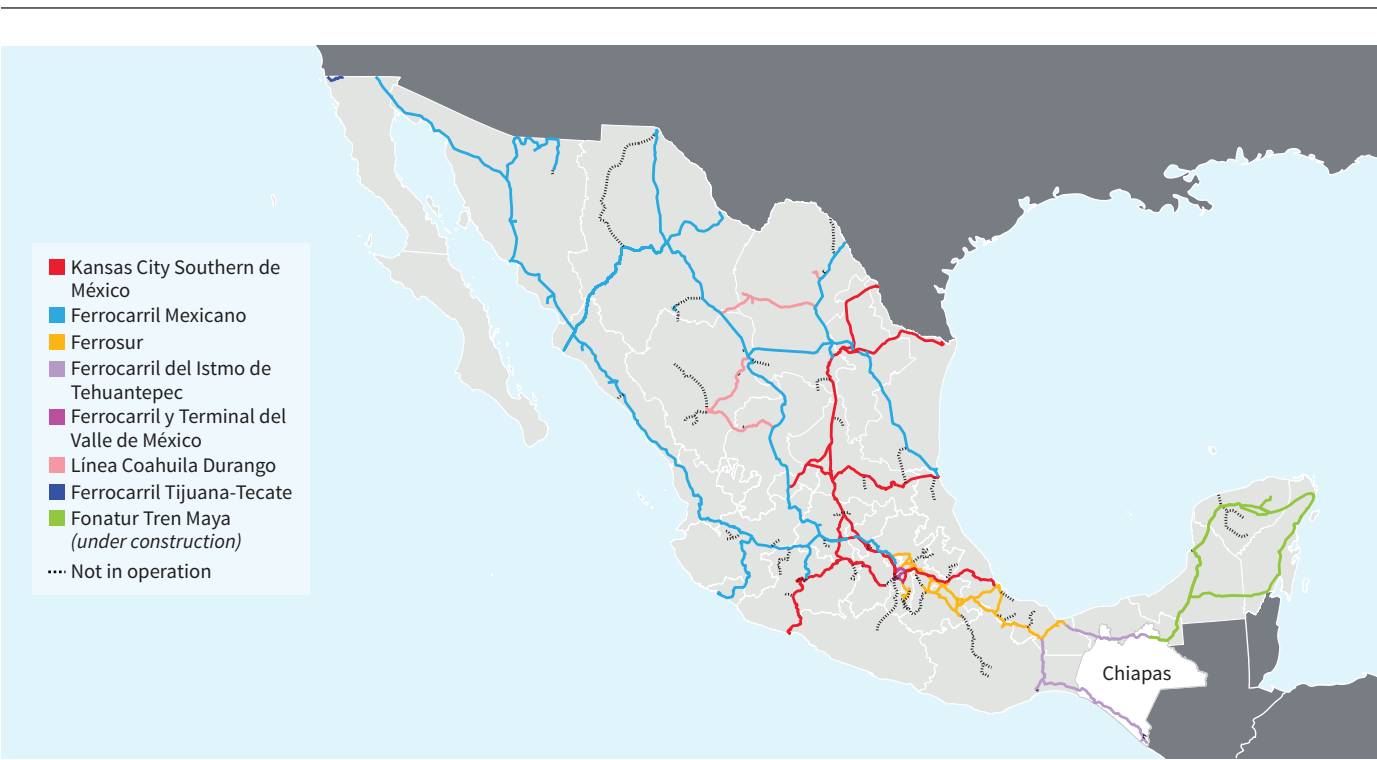 Kansas City Southern de
México
Ferrocarril Mexicano
Ferrosur
Ferrocarril del Istmo de
Tehuantepec
Ferrocarril y Terminal del
Valle de México
Línea Coahuila Durango
Ferrocarril Tijuana-Tecate
Fonatur Tren Maya
(under construction)
Not in operation
Chiapas